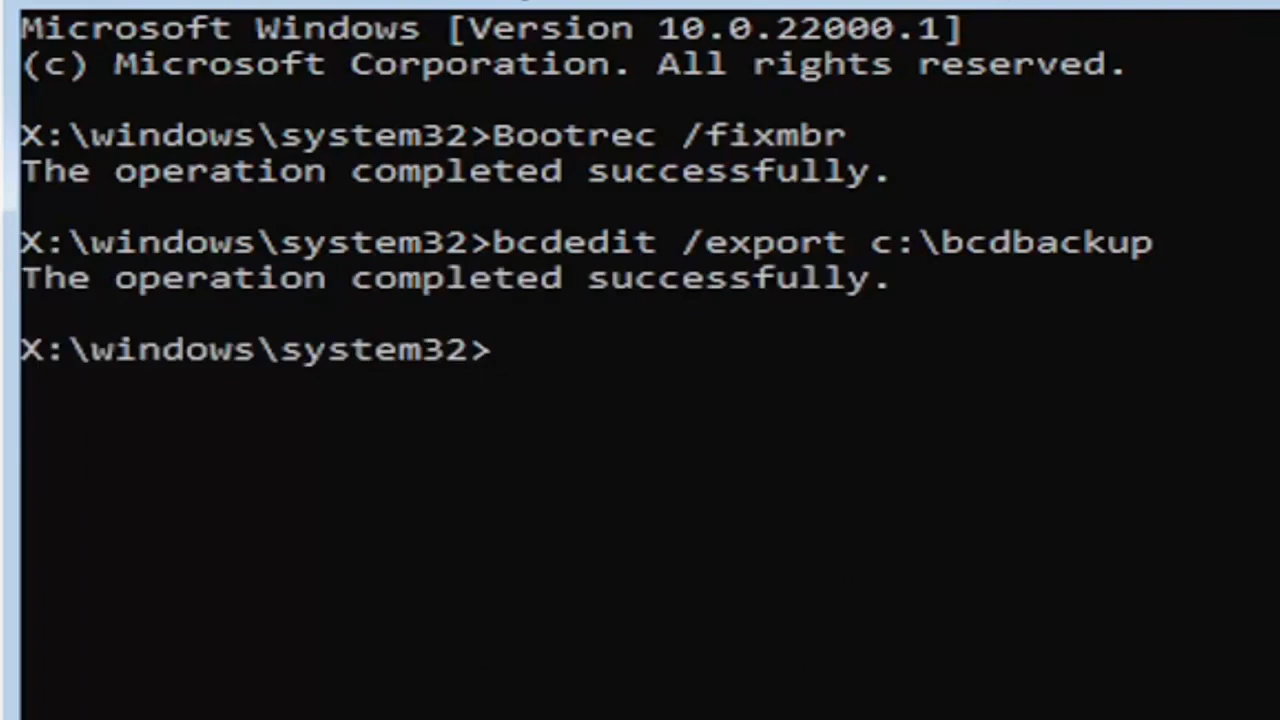 Microsoft Windows [Version 10.0.22000.1]
(c) Microsoft Corporation. All rights reserved.
X:\windows\system32>Bootrec /fixmbr
The operation completed successfully.
X:\windows\system32>bcdedit /export c:\bcdbackup
The operation completed successfully.
X:\windows\system32>